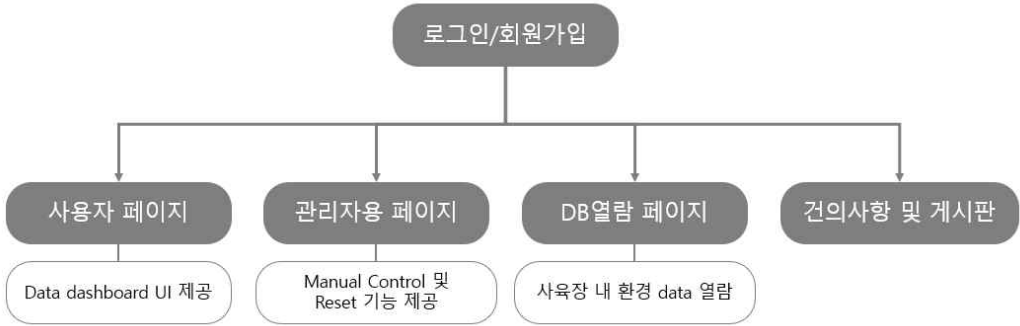 로그인/회원가입
사용자 페이지
관리자용 페이지
DB열람 페이지
건의사항 및 게시판
Data dashboard UI 제공
Manual Control 및
Reset 기능 제공
사육장 내 환경 data 열람